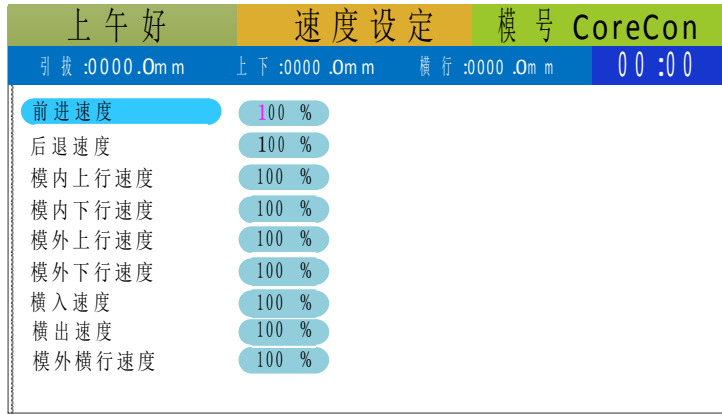 上午好 速度设定 模号 CoreCon
引拔:0000.0mm 上下:0000.0mm 横行:0000.0mm 00:00
前进速度 100 %
后退速度 100 %
模内上行速度 100 %
模内下行速度 100 %
模外上行速度 100 %
模外下行速度 100 %
横入速度 100 %
横出速度 100 %
模外横行速度 100 %